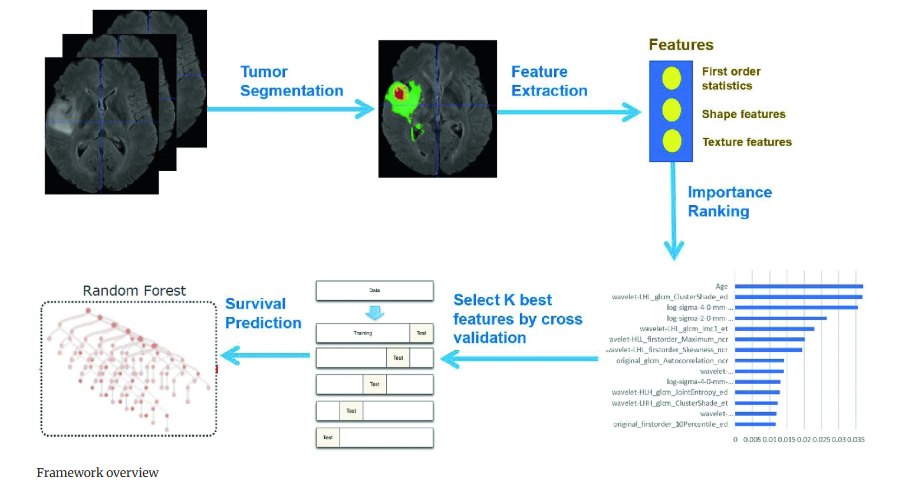 Tumor
Segmentation
Feature
Extraction
Features
First order
statistics
Shape features
Texture features
Importance
Ranking
Age
wavelet-LHL_glcm_ClusterShade_ed
log-sigma-4-0-mm-...
log-sigma-2-0-mm-...
wavelet-LHL_glcm_Imc1_et
.avelet-HLL_firstorder_Maximum_ncr
.vavelet-LHL_firstorder_Skewness_ncr
original_glcm_Autocorrelation_ncr
wavelet-...
log-sigma-4-0-mm-...
wavelet-HLH_glcm_JointEntropy_ed
wavelet-LHH_glcm_ClusterShade_et
wavelet-...
original_firstorder_10Percentile_ed
0 0.005 0.01 0.015 0.02 0.025 0.03 0.035
Select K best
features by cross
validation
Data
Training
Test
Test
Test
Test
Test
Survival
Prediction
Random Forest
Framework overview